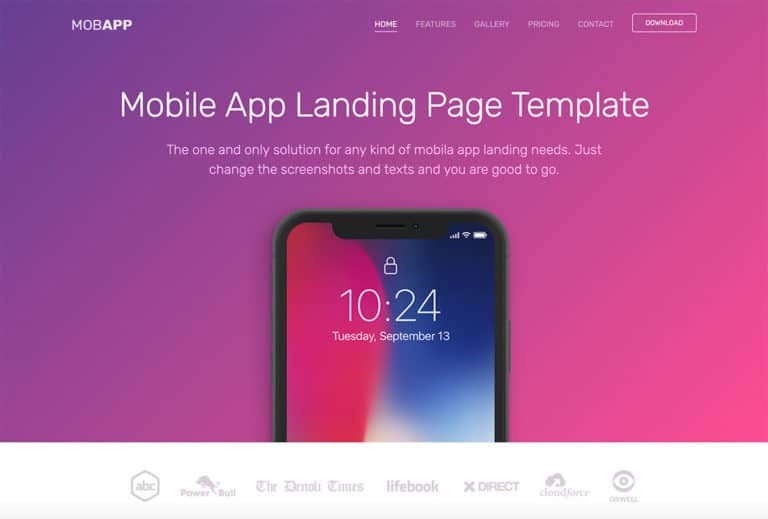 MOBAPP
HOME FEATURES GALLERY PRICING CONTACT DOWNLOAD
Mobile App Landing Page Template
The one and only solution for any kind of mobila app landing needs. Just
change the screenshots and texts and you are good to go.
10:24
Tuesday, September 13
abc
Power Bull
The Denoli Times
lifebook
X DIRECT
cloudforce
ORWELL